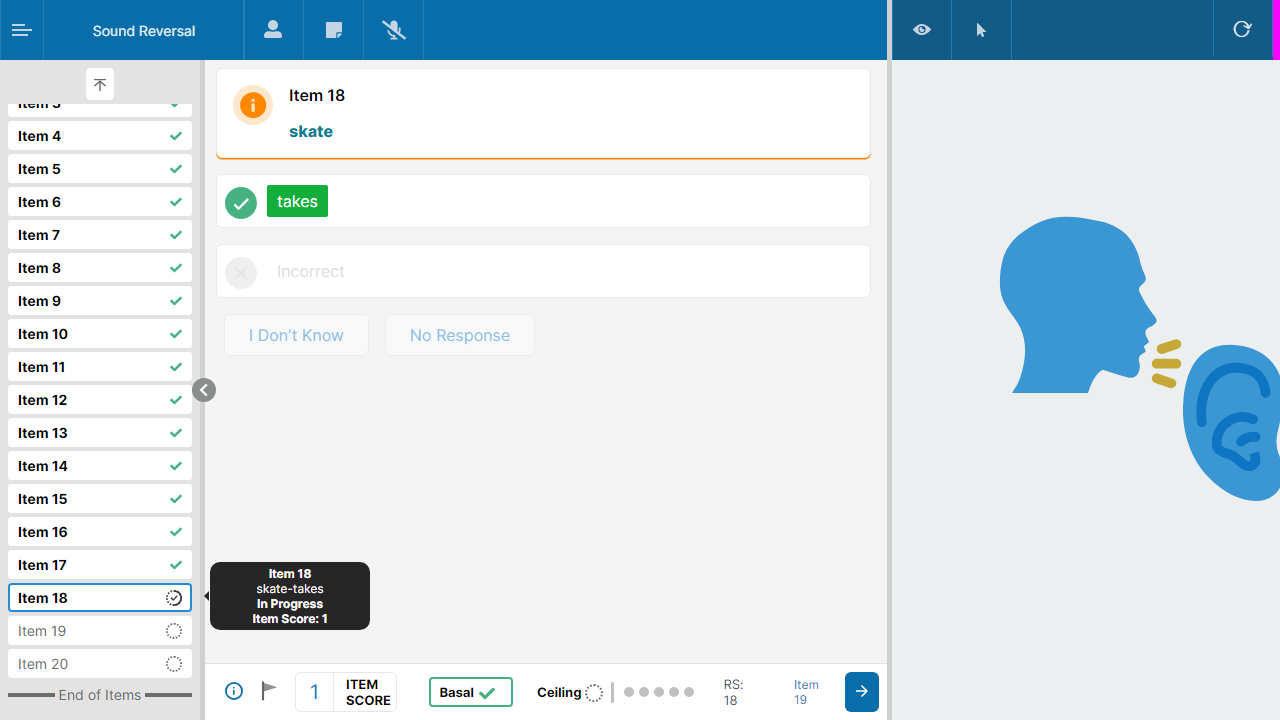 Sound Reversal
Item 3
Item 4
Item 5
Item 6
Item 7
Item 8
Item 9
Item 10
Item 11
Item 12
Item 13
Item 14
Item 15
Item 16
Item 17
Item 18
Item 19
Item 20
End of Items
Item 18
skate
takes
Incorrect
I Don’t Know
No Response
Item 18
skate-takes
In Progress
Item Score: 1
1
ITEM
SCORE
Basal
Ceiling
RS:
18
Item
19